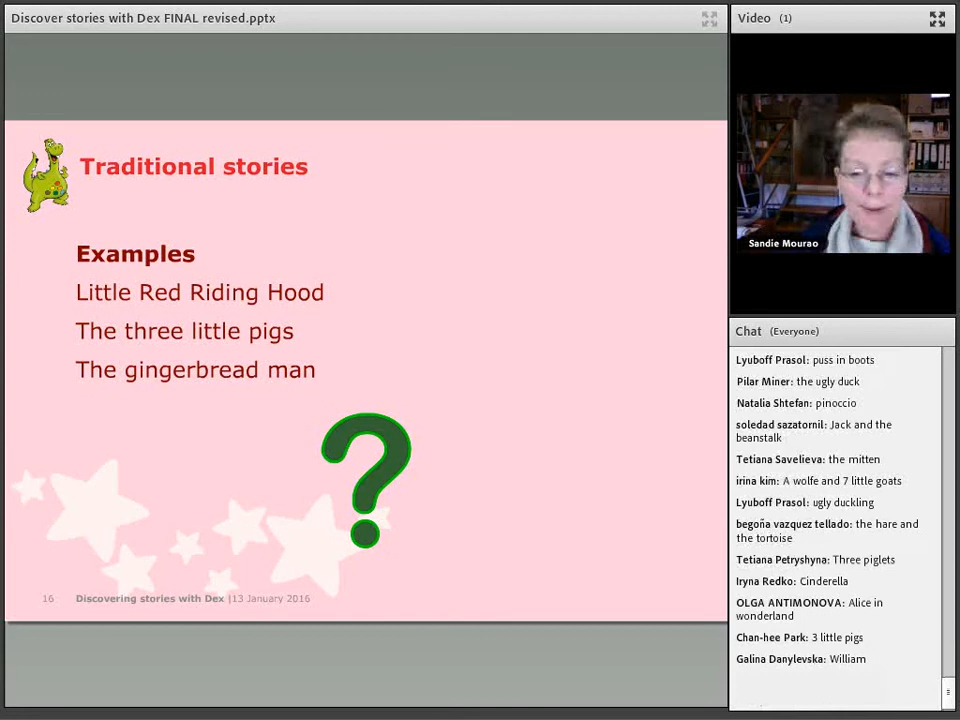 Discover stories with Dex FINAL revised.pptx
Traditional stories
Examples
Little Red Riding Hood
The three little pigs
The gingerbread man
?
16 Discovering stories with Dex |13 January 2016
Video (1)
Sandie Mourao
Chat (Everyone)
Lyuboff Prasol: puss in boots
Pilar Miner: the ugly duck
Natalia Shtefan: pinoccio
soledad sazatornil: Jack and the
beanstalk
Tetiana Savelieva: the mitten
irina kim: A wolfe and 7 little goats
Lyuboff Prasol: ugly duckling
begoña vazquez tellado: the hare and
the tortoise
Tetiana Petryshyna: Three piglets
Iryna Redko: Cinderella
OLGA ANTIMONOVA: Alice in
wonderland
Chan-hee Park: 3 little pigs
Galina Danylevska: William